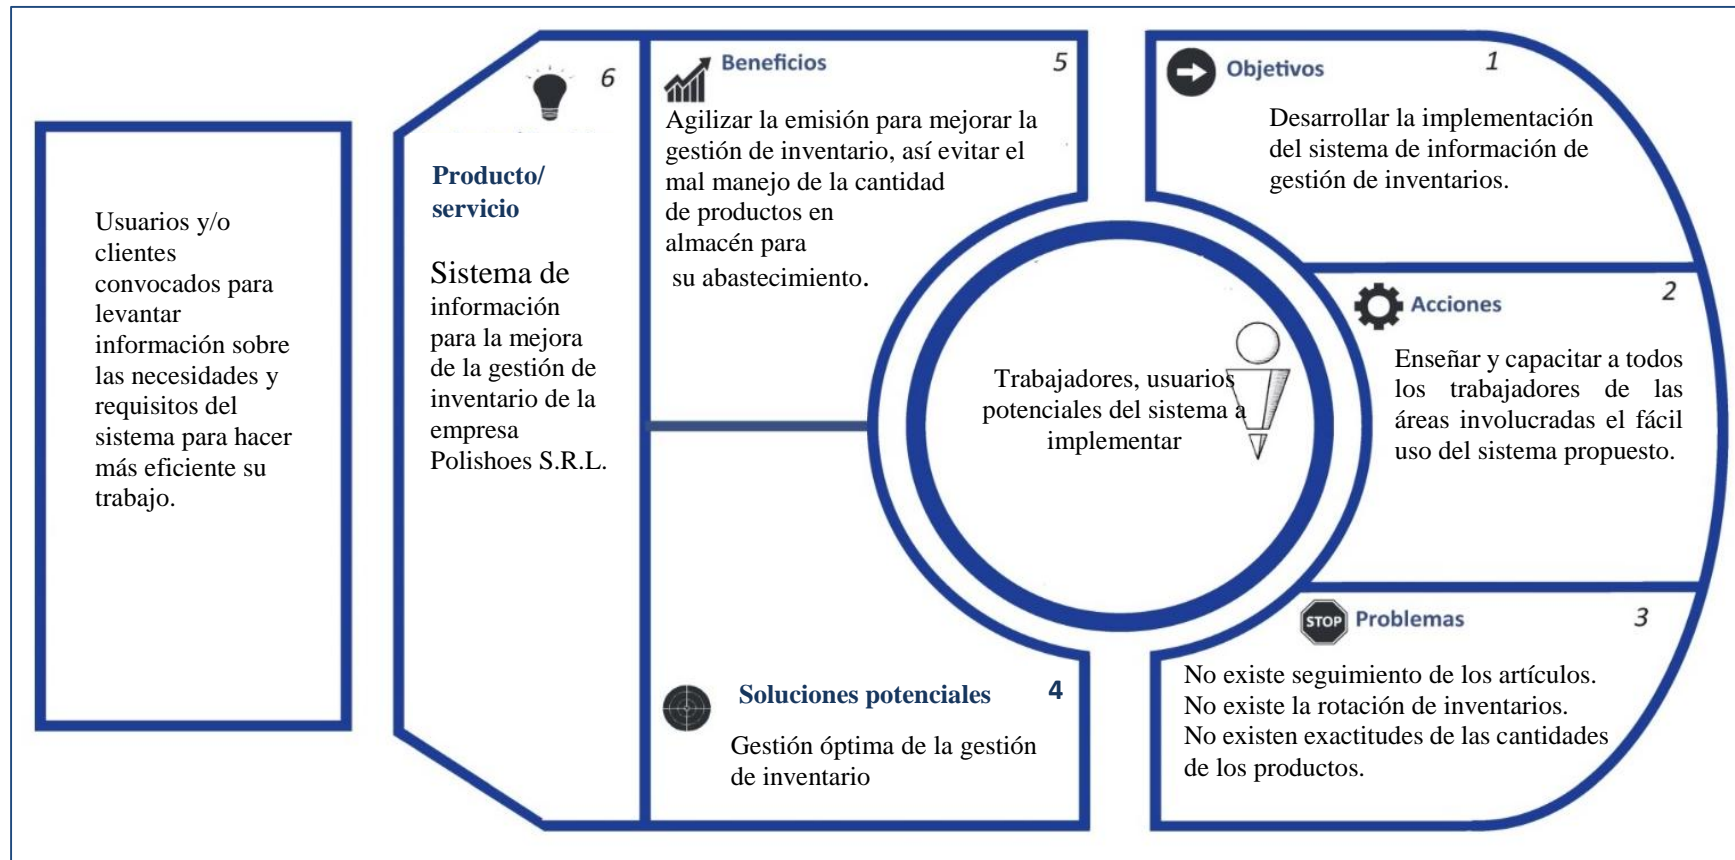 Usuarios y/o
clientes
convocados para
levantar
información sobre
las necesidades y
requisitos del
sistema para hacer
más eficiente su
trabajo.
6
Producto/
servicio
Sistema de
información
para la mejora
de la gestión de
inventario de la
empresa
Polishoes S.R.L.
Beneficios
5
Agilizar la emisión para mejorar la
gestión de inventario, así evitar el
mal manejo de la cantidad
de productos en
almacén para
su abastecimiento.
Soluciones potenciales
4
Gestión óptima de la gestión
de inventario
Trabajadores, usuarios
potenciales del sistema a
implementar
Objetivos
1
Desarrollar la implementación
del sistema de información de
gestión de inventarios.
Acciones
2
Enseñar y capacitar a todos
los trabajadores de las
áreas involucradas el fácil
uso del sistema propuesto.
STOP
Problemas
3
No existe seguimiento de los artículos.
No existe la rotación de inventarios.
No existen exactitudes de las cantidades
de los productos.